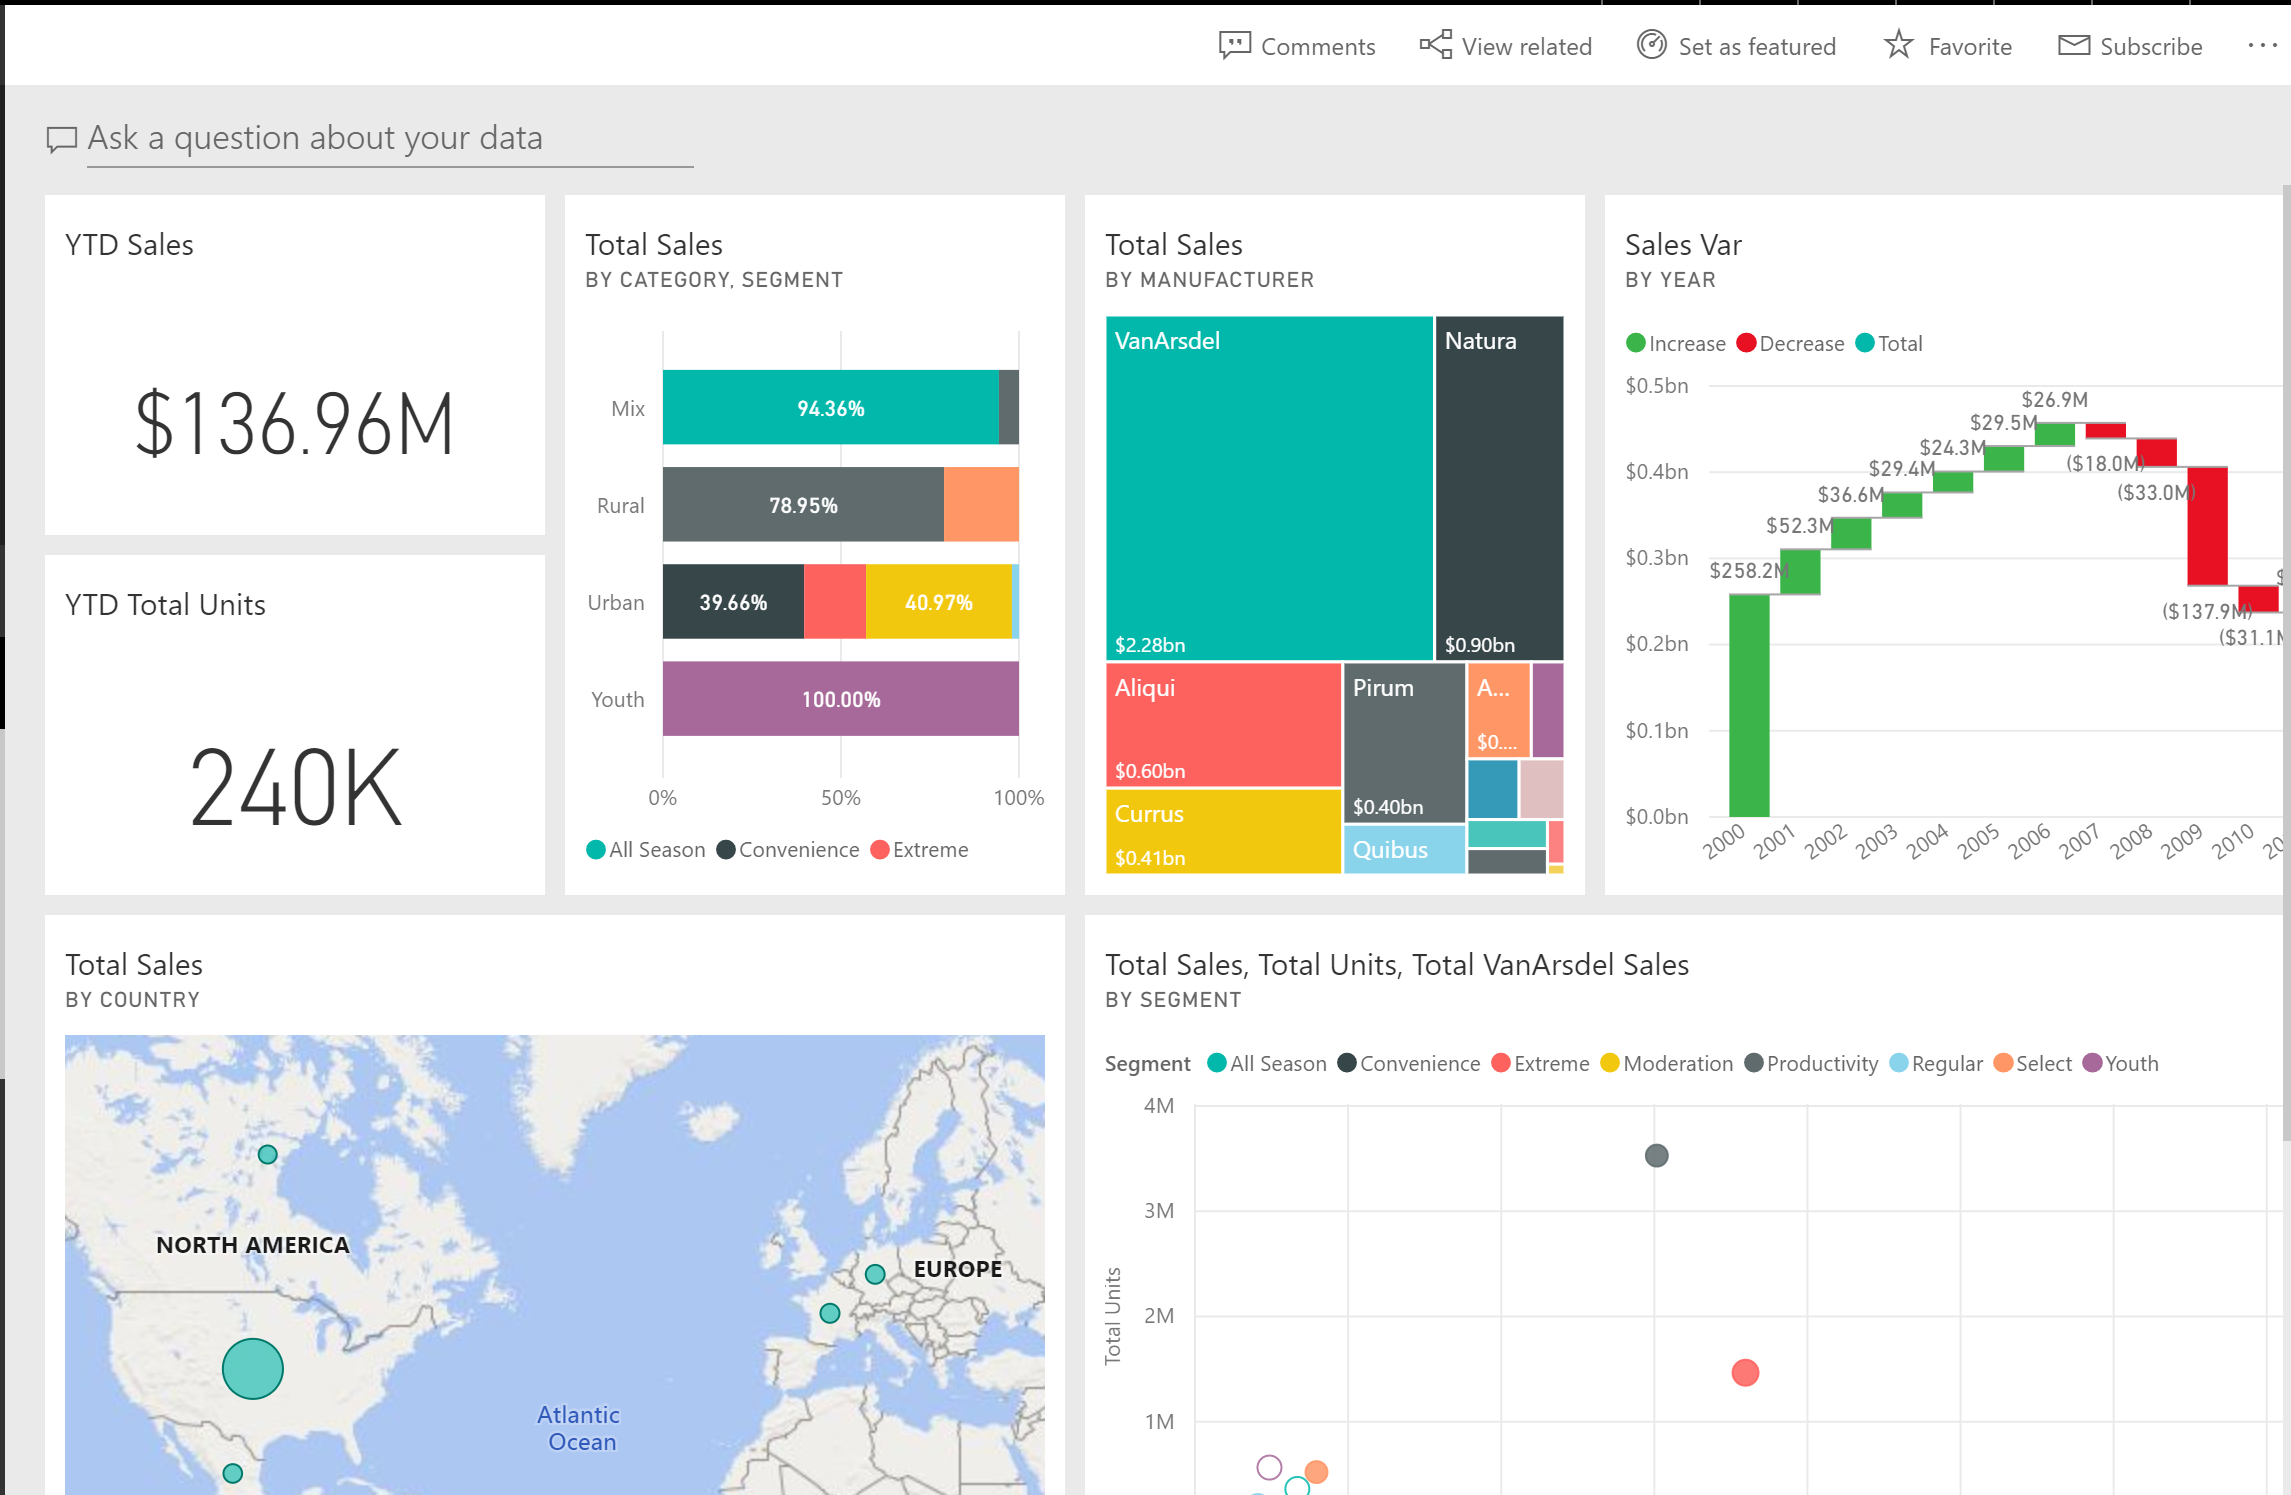 Comments View related Set as featured Favorite Subscribe ...
Ask a question about your data
YTD Sales
$136.96M
YTD Total Units
240K
Total Sales
BY CATEGORY, SEGMENT
Mix 94.36%
Rural 78.95%
Urban 39.66% 40.97%
Youth 100.00%
0% 50% 100%
All Season Convenience Extreme
Total Sales
BY MANUFACTURER
VanArsdel
$2.28bn
Natura
$0.90bn
Aliqui
$0.60bn
Currus
$0.41bn
Pirum
$0.40bn
Quibus
A...
$0....
Sales Var
BY YEAR
Increase Decrease Total
$0.5bn
$0.4bn
$0.3bn
$0.2bn
$0.1bn
$0.0bn
$258.2M
$52.3M
$36.6M
$29.4M
$24.3M
$29.5M
$26.9M
($18.0M)
($33.0M)
($137.9M)
($31.1M
$
2000 2001 2002 2003 2004 2005 2006 2007 2008 2009 2010 20
Total Sales
BY COUNTRY
NORTH AMERICA
EUROPE
Atlantic
Ocean
Total Sales, Total Units, Total VanArsdel Sales
BY SEGMENT
Segment All Season Convenience Extreme Moderation Productivity Regular Select Youth
Total Units
4M
3M
2M
1M